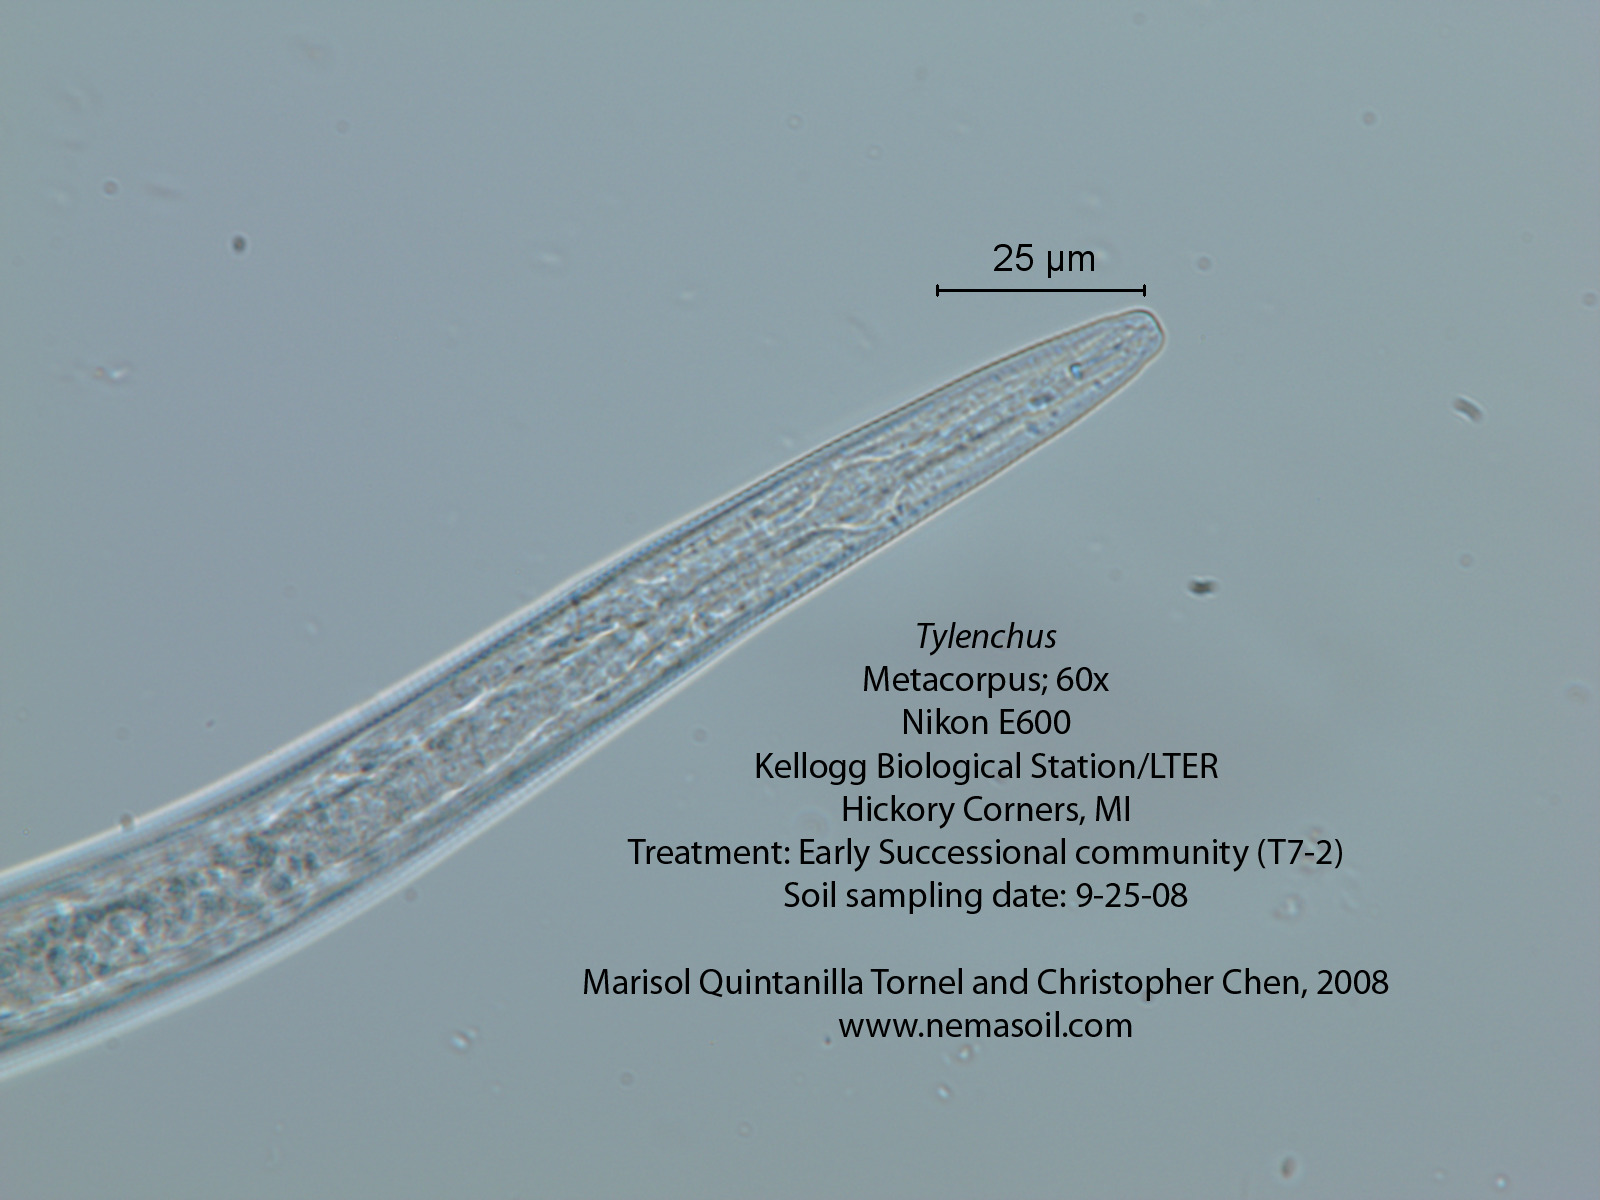 25 µm
Tylenchus
Metacorpus; 60x
Nikon E600
Kellogg Biological Station/LTER
Hickory Corners, MI
Treatment: Early Successional community (T7-2)
Soil sampling date: 9-25-08
Marisol Quintanilla Tornel and Christopher Chen, 2008
www.nemasoil.com